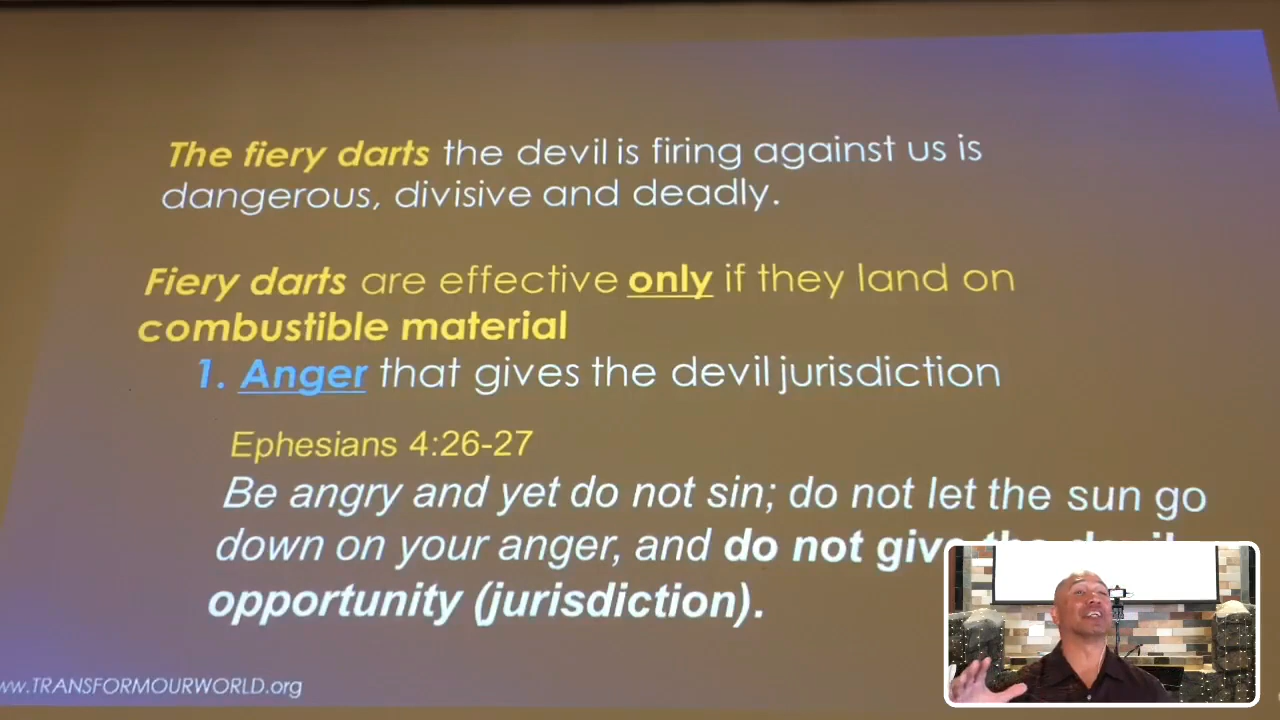 The fiery darts the devil is firing against us is
dangerous, divisive and deadly.
Fiery darts are effective only if they land on
combustible material
1. Anger that gives the devil jurisdiction
Ephesians 4:26-27
Be angry and yet do not sin; do not let the sun go
down on your anger, and do not give the devil
opportunity (jurisdiction).
ww.TRANSFORMOURWORLD.org